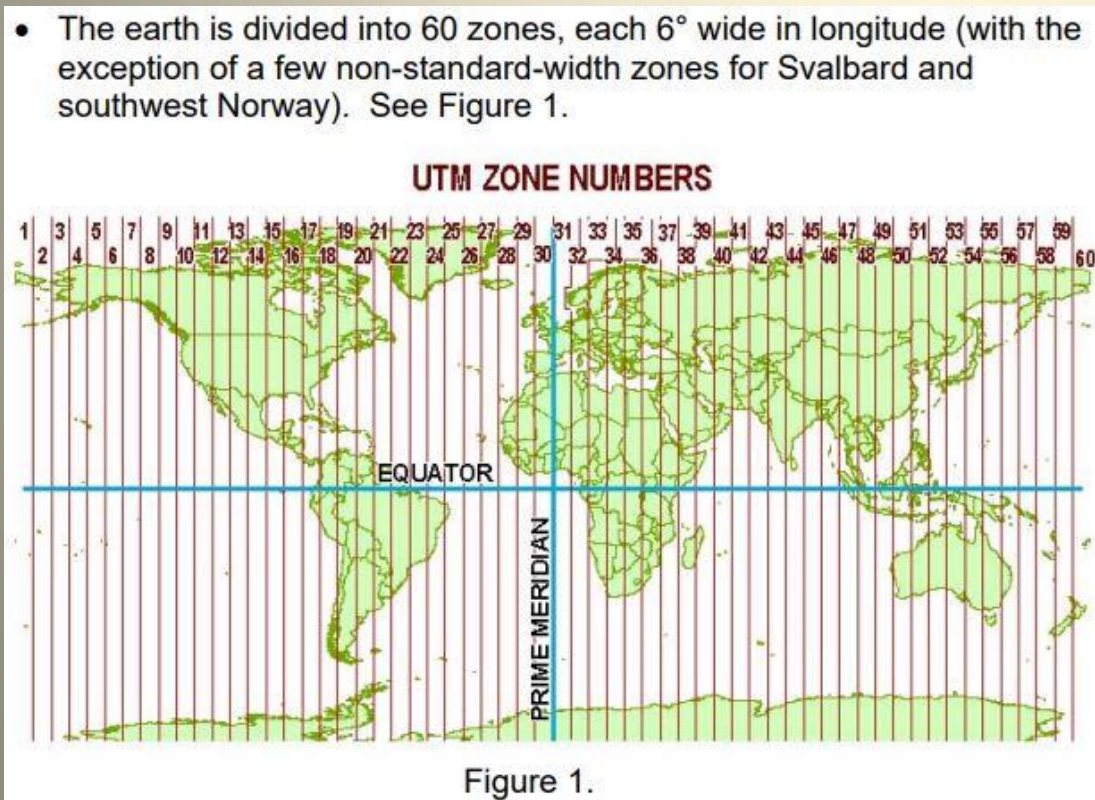 • The earth is divided into 60 zones, each 6° wide in longitude (with the
exception of a few non-standard-width zones for Svalbard and
southwest Norway).  See Figure 1.
UTM ZONE NUMBERS
1 3 5 7 9 11 13 15 17 19 21 23 25 27 29 31 33 35 37 39 41 43 45 47 49 51 53 55 57 59
2 4 6 8 10 12 14 16 18 20 22 24 26 28 30 32 34 36 38 40 42 44 46 48 50 52 54 56 58 60
EQUATOR
PRIME MERIDIAN
Figure 1.